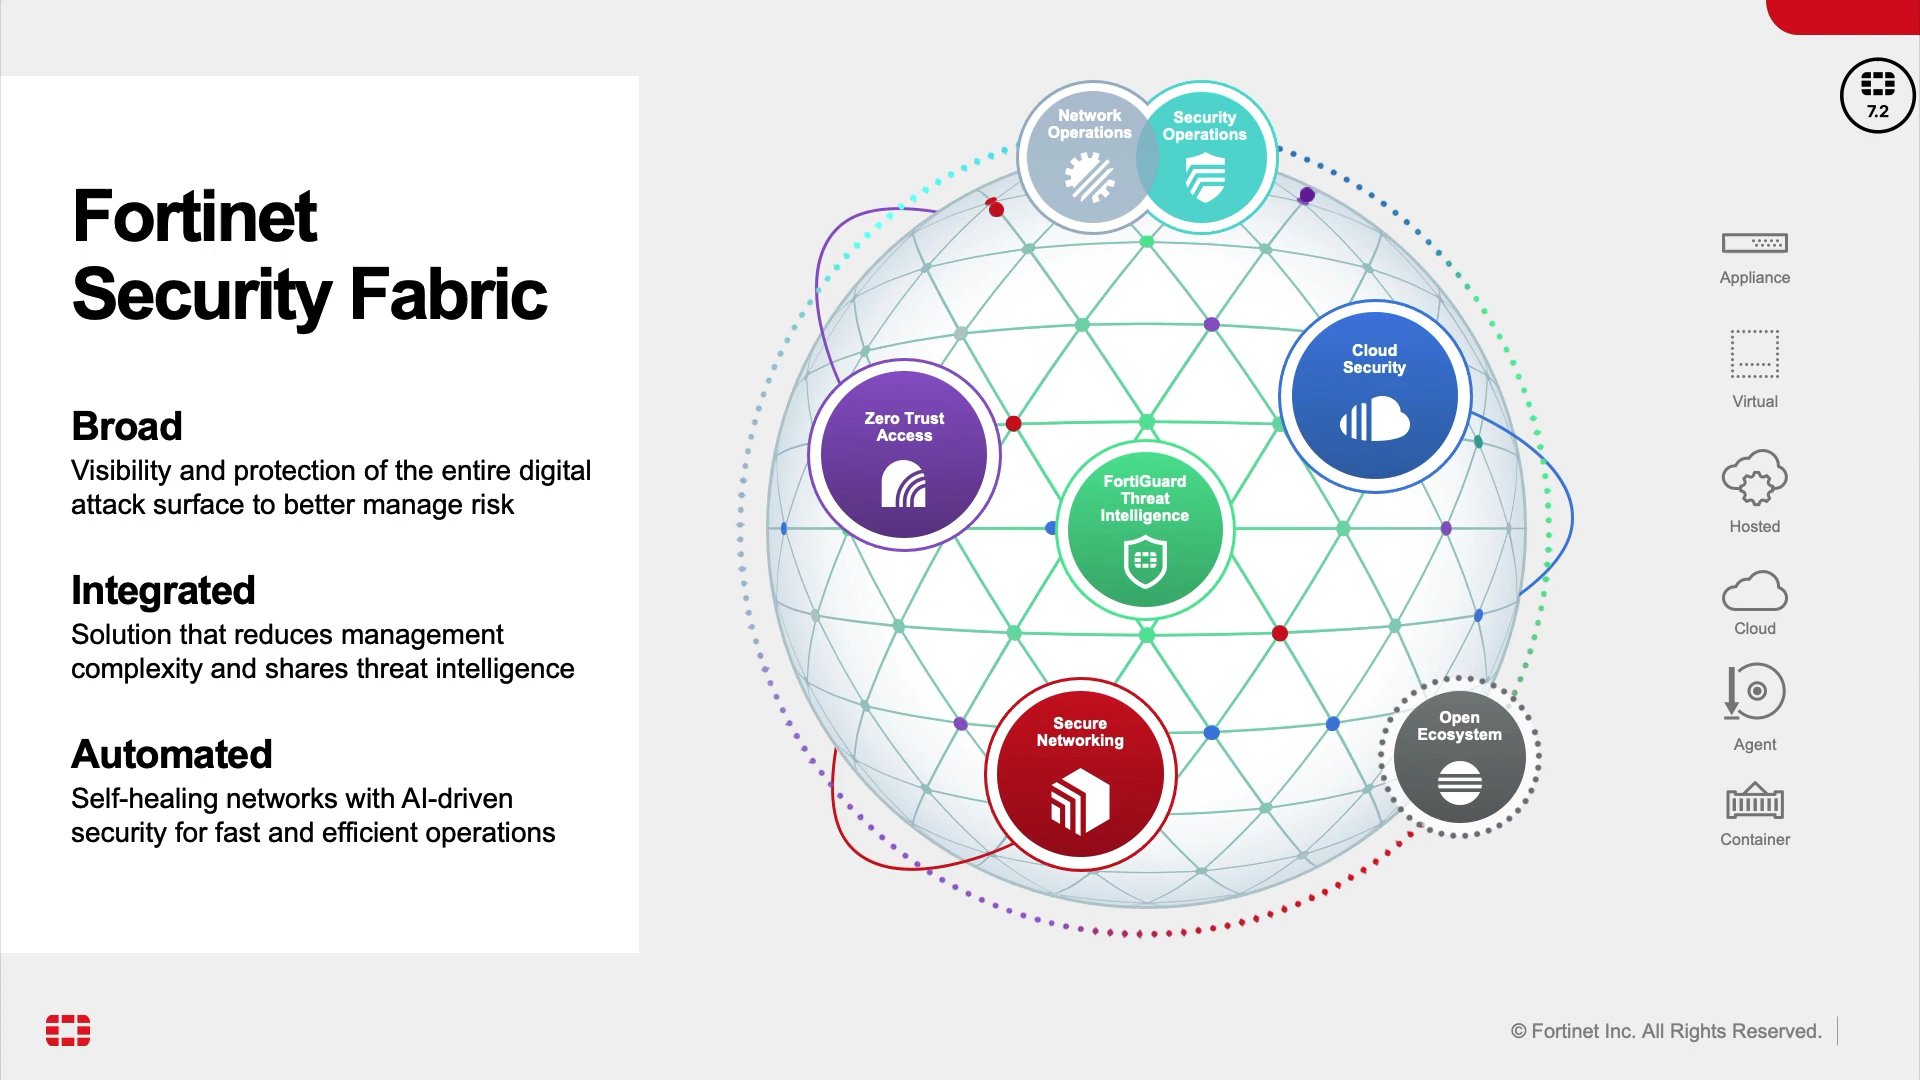 7.2
Fortinet
Security Fabric
Broad
Visibility and protection of the entire digital
attack surface to better manage risk
Integrated
Solution that reduces management
complexity and shares threat intelligence
Automated
Self-healing networks with AI-driven
security for fast and efficient operations
Network
Operations
Security
Operations
Cloud
Security
Zero Trust
Access
FortiGuard
Threat
Intelligence
Secure
Networking
Open
Ecosystem
Appliance
Virtual
Hosted
Cloud
Agent
Container
© Fortinet Inc. All Rights Reserved.